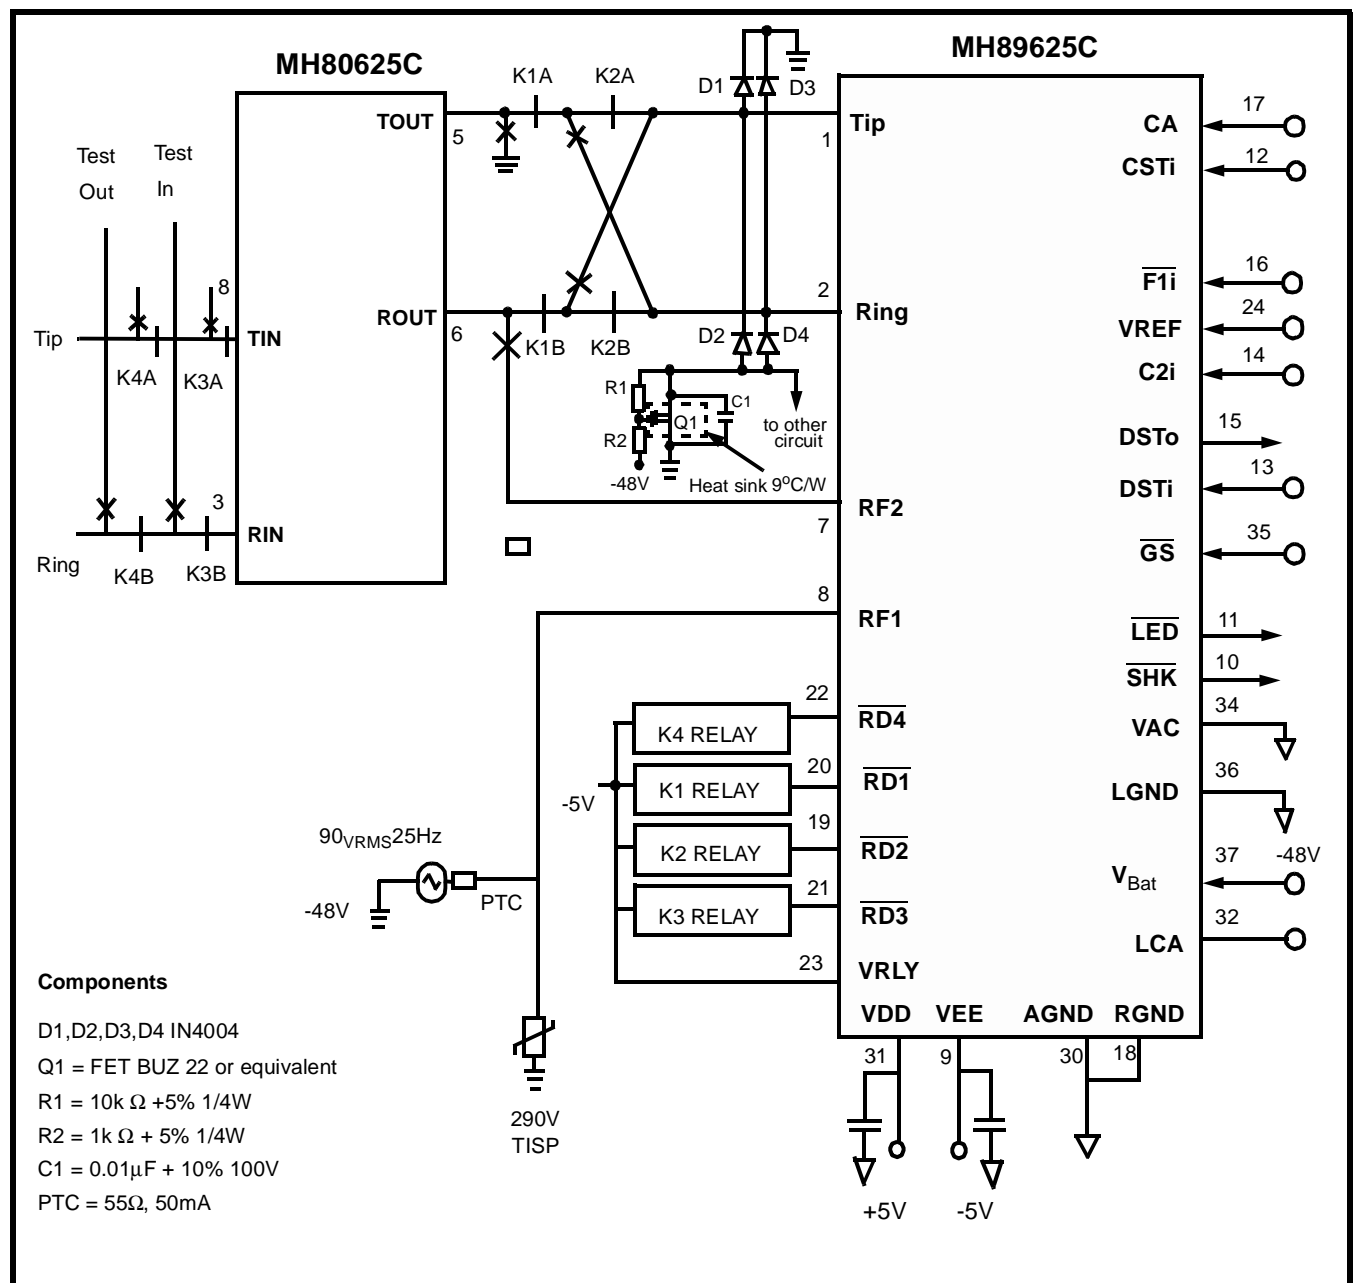 MH80625C
MH89625C
K1A
K2A
D1
D3
TOUT
5
1
Tip
CA
17
Test
Out
Test
In
CSTi
12
8
Tip
TIN
K4A
K3A
ROUT
6
K1B
K2B
2
Ring
D2
D4
F1i
16
VREF
24
C2i
14
R1
C1
Q1
R2
-48V
to other
circuit
Heat sink 9°C/W
DSTo
15
DSTi
13
3
RIN
Ring
K4B
K3B
RF2
7
GS
35
8
RF1
LED
11
SHK
10
K4 RELAY
22
RD4
VAC
34
-5V
K1 RELAY
20
RD1
LGND
36
K2 RELAY
19
RD2
-48V
VBat
37
K3 RELAY
21
RD3
LCA
32
90VRMS25Hz
-48V
PTC
23
VRLY
VDD
VEE
AGND
RGND
31
9
30
18
+5V
-5V
290V
TISP
Components
D1,D2,D3,D4 IN4004
Q1 = FET BUZ 22 or equivalent
R1 = 10k Ω +5% 1/4W
R2 = 1k Ω + 5% 1/4W
C1 = 0.01μF + 10% 100V
PTC = 55Ω, 50mA